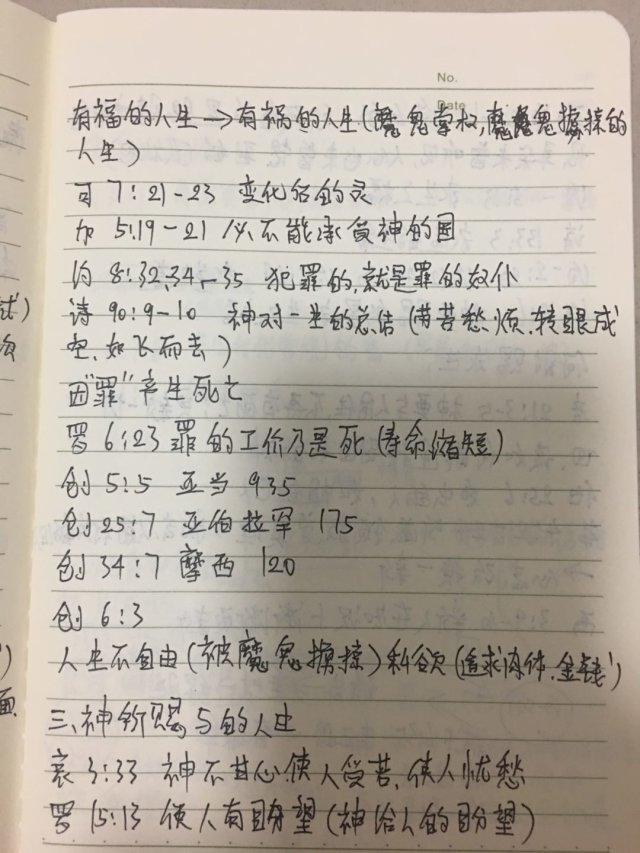 No.
Date
有福的人生→有祸的人生(魔鬼掌权,魔鬼掳掠的
人生)
可 7:21-23 变化名的灵
加 5:19-21 必不能承受神的国
约 8:32,34-35 犯罪的,就是罪的奴仆
诗 90:9-10 神对一生的总结(劳苦愁烦,转眼成
空,如飞而去)
因"罪"产生死亡
罗 6:23 罪的工价乃是死(寿命缩短)
创 5:5 亚当 935
创 25:7 亚伯拉罕 175
创 34:7 摩西 120
创 6:3
人生不自由(被魔鬼掳掠)私欲(追求肉体.金钱)
三、神所赐与的人生
哀 3:33 神不甘心使人受苦,使人忧愁
罗 15:13 使人有盼望(神给人的盼望)